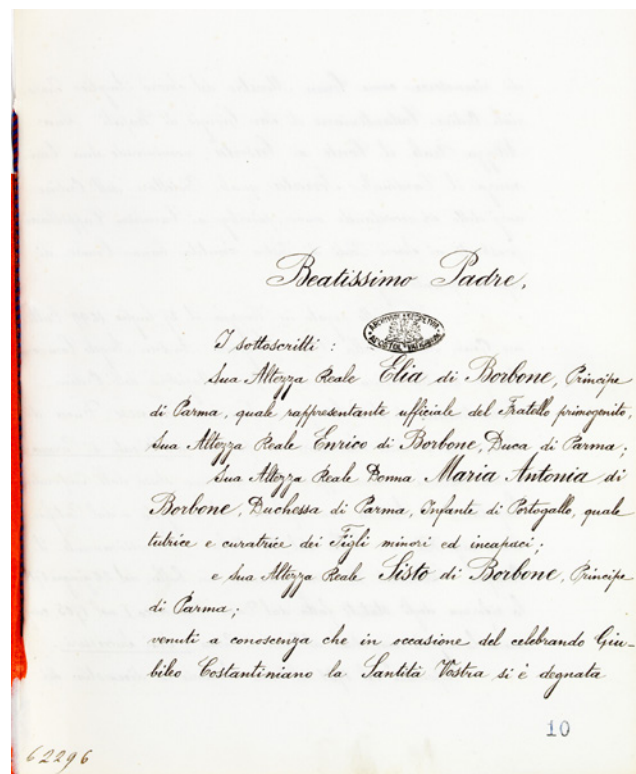 Beatissimo Padre,
I sottoscritti :
Sua Altezza Reale Elia di Borbone, Principe
di Parma, quale rappresentante ufficiale del Fratello primogenito,
Sua Altezza Reale Enrico di Borbone, Duca di Parma;
Sua Altezza Reale Donna Maria Antonia di
Borbone, Duchessa di Parma, Infante di Portogallo, quale
tutrice e curatrice dei Figli minori ed incapaci;
e Sua Altezza Reale Sisto di Borbone, Principe
di Parma;
venuti a conoscenza che in occasione del celebrando Giu-
bileo Costantiniano la Santità Vostra si è degnata
10
62296